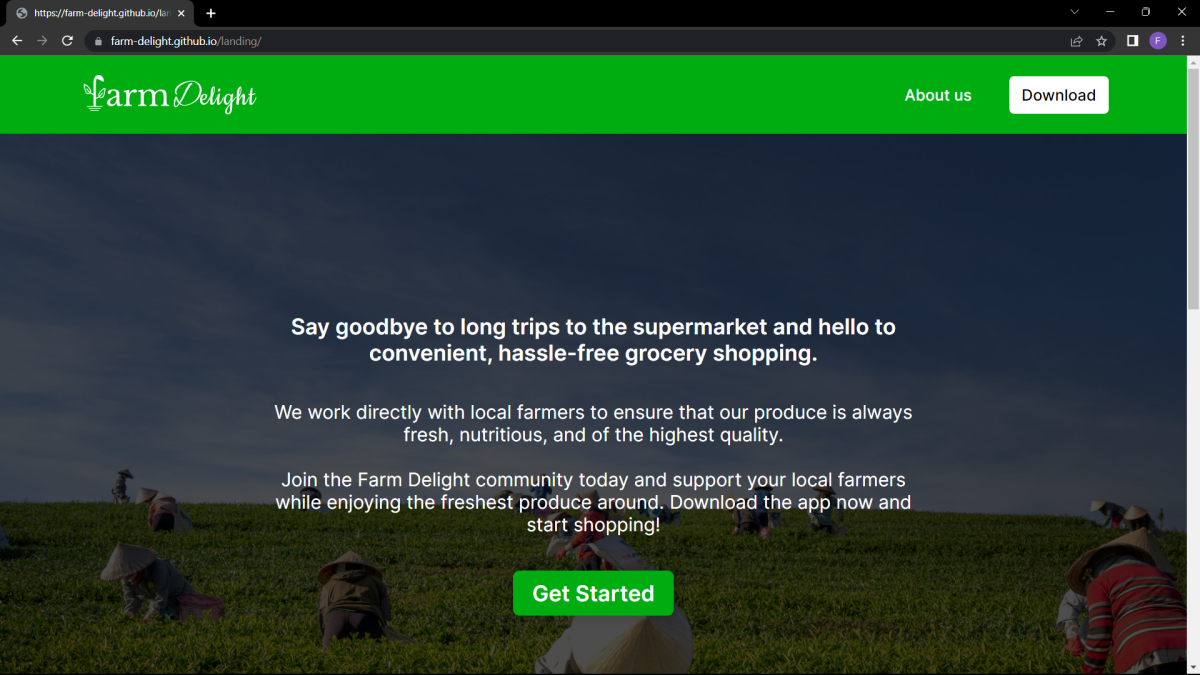 https://farm-delight.github.io/lan
farm-delight.github.io/landing/
F
Farm Delight
About us
Download
Say goodbye to long trips to the supermarket and hello to
convenient, hassle-free grocery shopping.
We work directly with local farmers to ensure that our produce is always
fresh, nutritious, and of the highest quality.
Join the Farm Delight community today and support your local farmers
while enjoying the freshest produce around. Download the app now and
start shopping!
Get Started